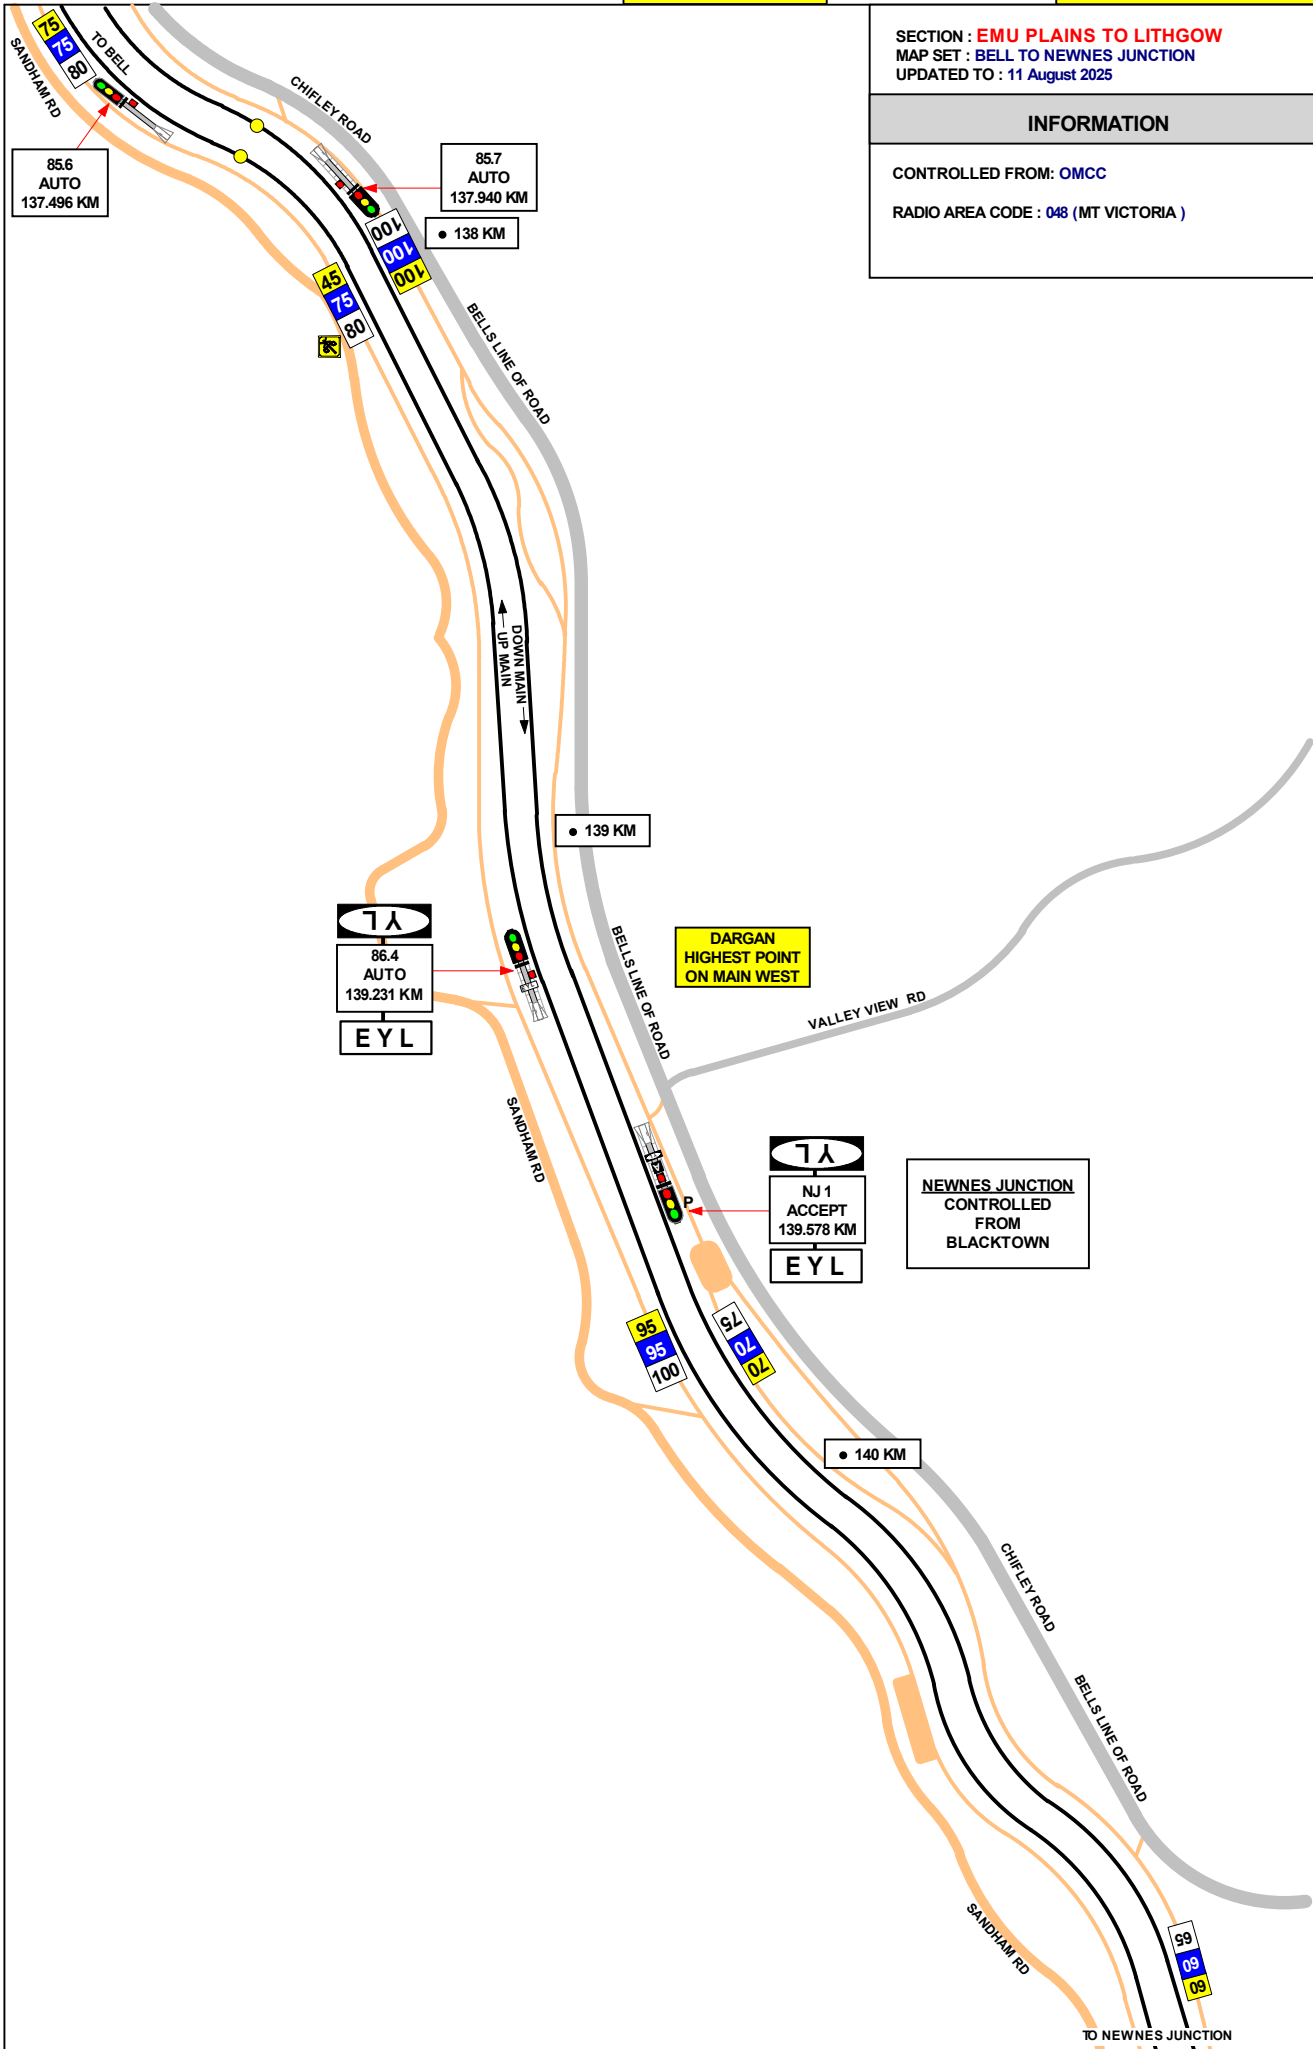 SECTION : EMU PLAINS TO LITHGOW
MAP SET : BELL TO NEWNES JUNCTION
UPDATED TO : 11 August 2025
INFORMATION
CONTROLLED FROM: OMCC
RADIO AREA CODE : 048 (MT VICTORIA )
75
75
80
TO BELL
SANDHAM RD
CHIFLEY ROAD
85.6
AUTO
137.496 KM
85.7
AUTO
137.940 KM
100
100
100
• 138 KM
45
75
80
BELLS LINE OF ROAD
UP MAIN
DOWN MAIN
• 139 KM
YL
86.4
AUTO
139.231 KM
EYL
BELLS LINE OF ROAD
DARGAN
HIGHEST POINT
ON MAIN WEST
VALLEY VIEW RD
SANDHAM RD
P
YL
NJ 1
ACCEPT
139.578 KM
EYL
NEWNES JUNCTION
CONTROLLED
FROM
BLACKTOWN
95
95
100
75
70
70
• 140 KM
CHIFLEY ROAD
BELLS LINE OF ROAD
SANDHAM RD
65
60
60
TO NEWNES JUNCTION